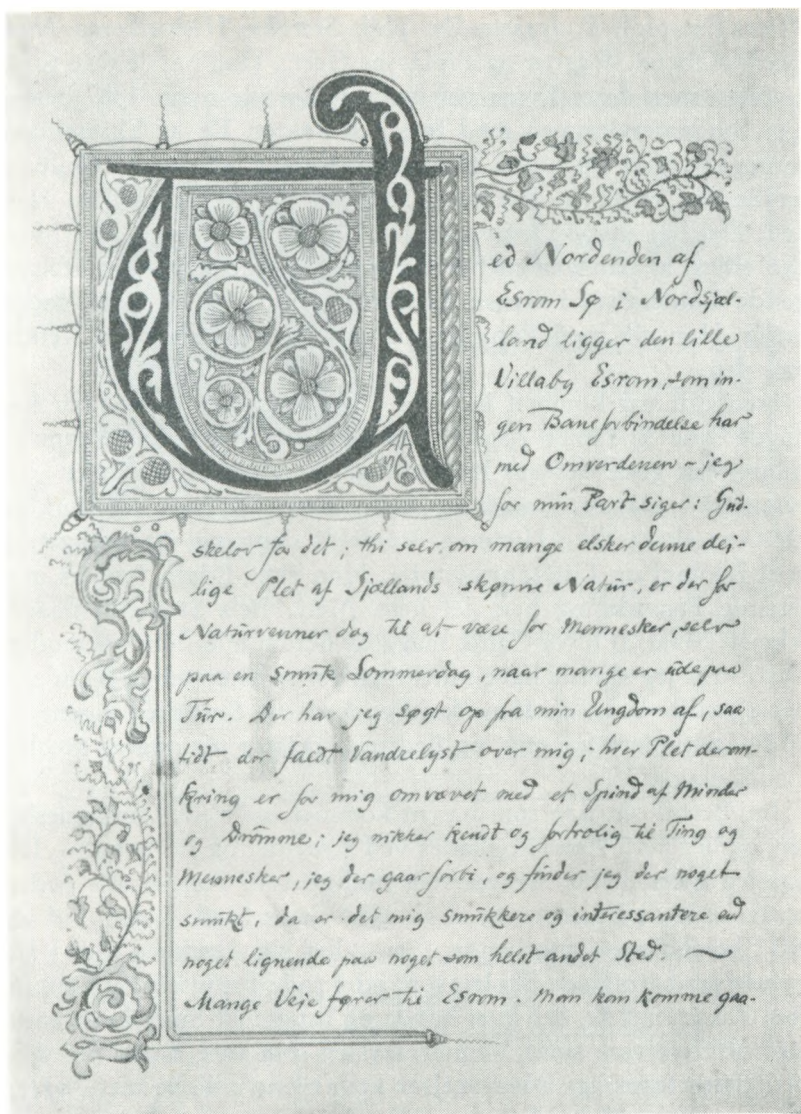 Ved Nordenden af
Esrom Sø i Nordsjæl-
land ligger den lille
Villaby Esrom, som in-
gen Baneforbindelse har
med Omverdenen - jeg
for min Part siger: Gud-
skelov for det; thi selv om mange elsker denne dej-
lige Plet af Sjællands skønne Natur, er der for
Naturvenner dog til at være for Mennesker, selv
paa en smuk Sommerdag, naar mange er ude paa
Tur. Der har jeg søgt op fra min Ungdom af, saa
tidt der faldt Vandrelyst over mig; hver Plet derom-
kring er for mig omvævet med et Spind af Minder
og Drømme; jeg nikker kendt og fortrolig til Ting og
Mennesker, jeg der gaar forbi, og finder jeg der noget
smukt, da er det mig smukkere og interessantere end
noget lignende paa noget som helst andet Sted. ~
Mange Veje fører til Esrom. Man kan komme gaa-